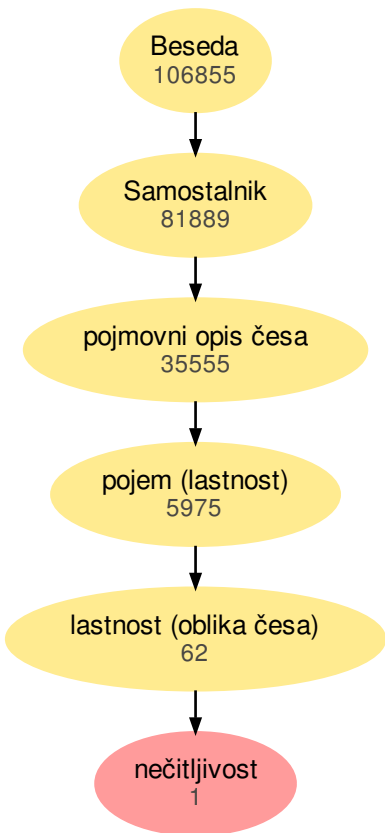 Beseda
106855
Samostalnik
81889
pojmovni opis česa
35555
pojem (lastnost)
5975
lastnost (oblika česa)
62
nečitljivost
1